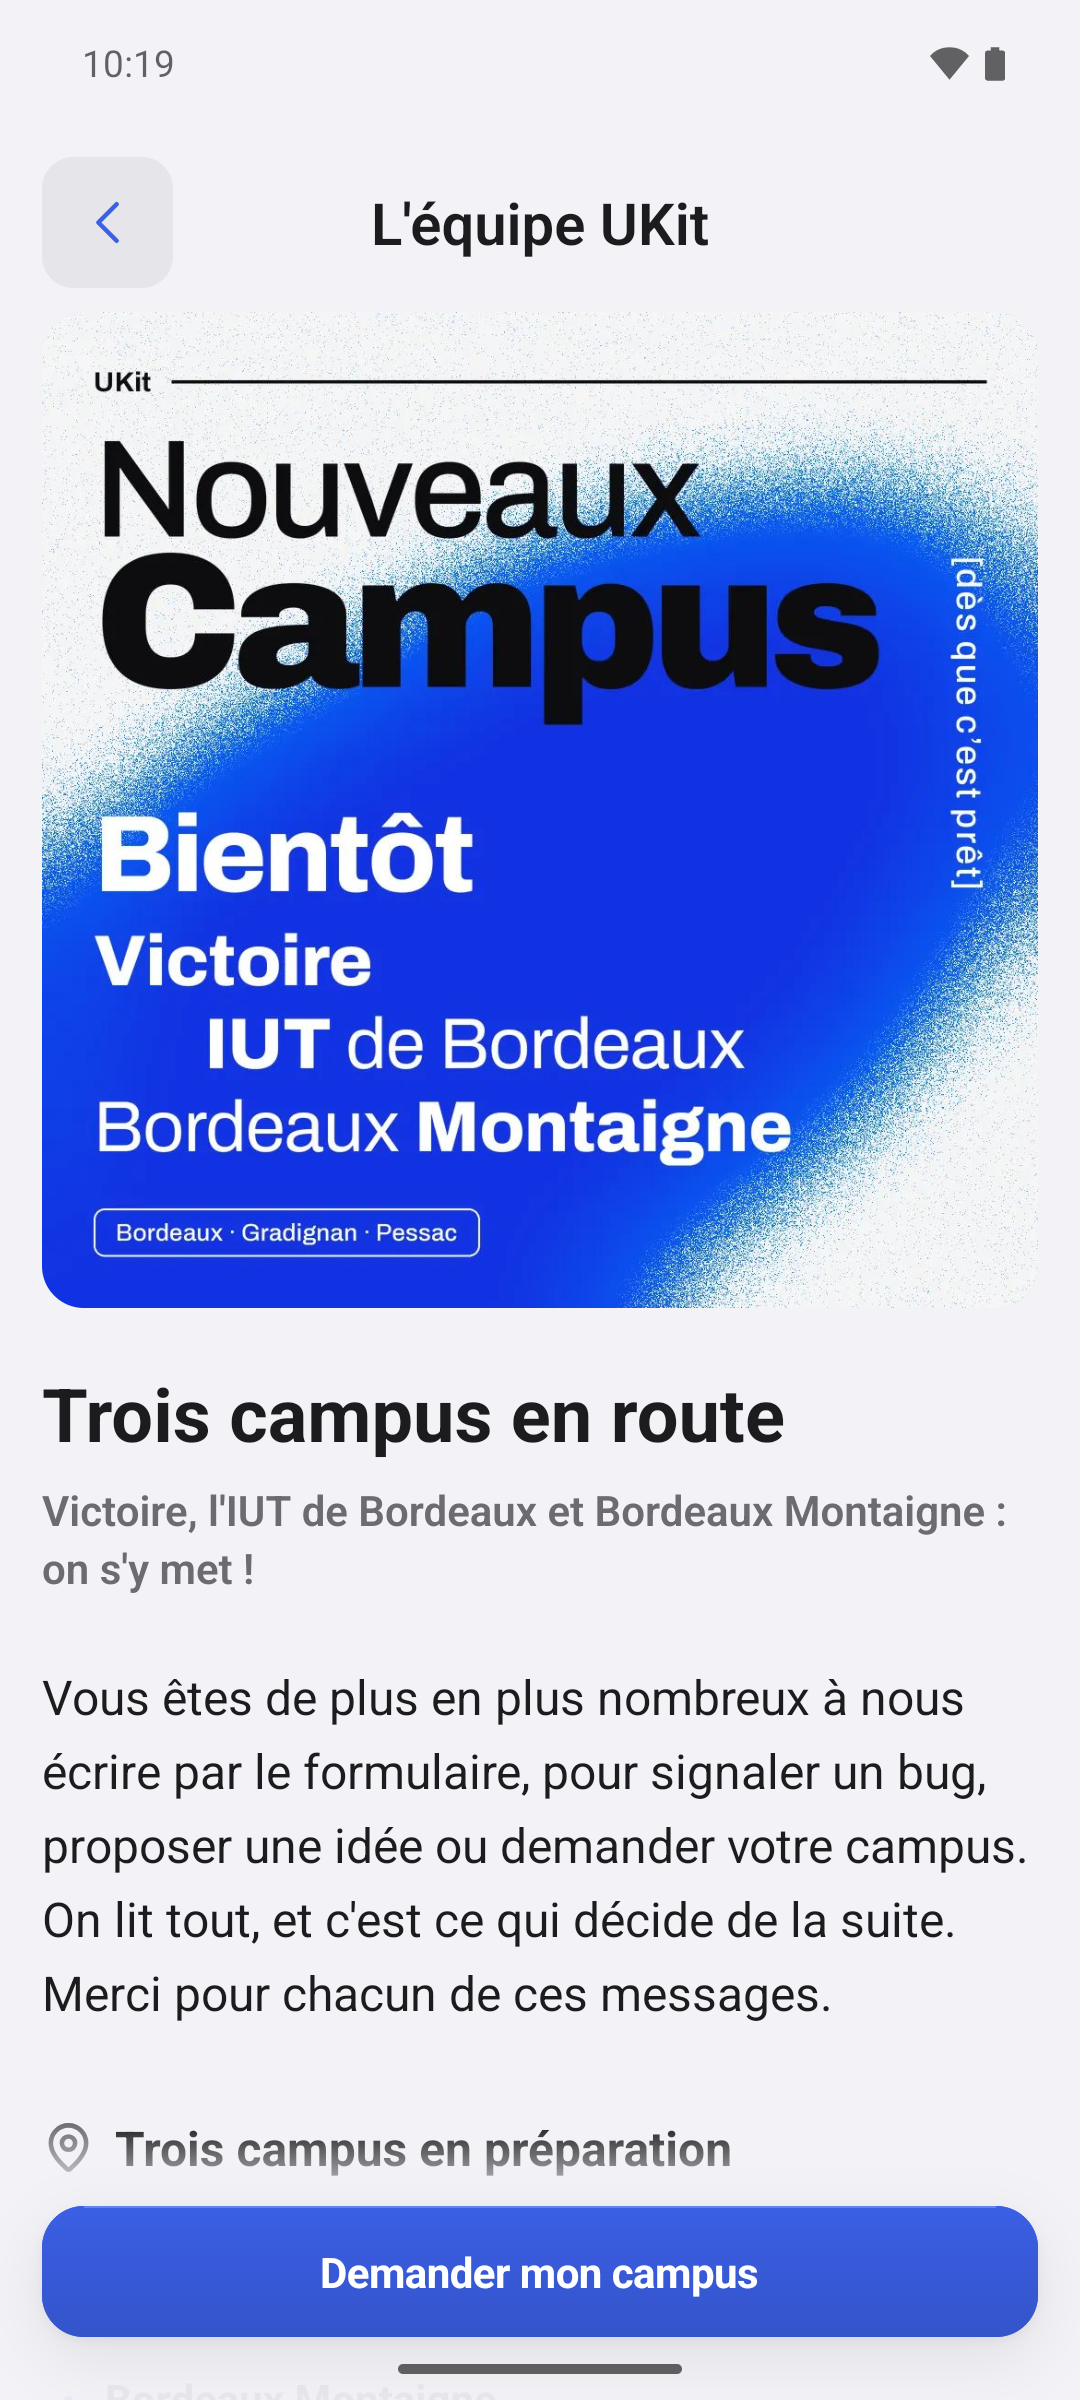 10:19
L'équipe UKit
UKit
Nouveaux
Campus
[dès que c’est prêt]
Bientôt
Victoire
IUT de Bordeaux
Bordeaux Montaigne
Bordeaux · Gradignan · Pessac
Trois campus en route
Victoire, l'IUT de Bordeaux et Bordeaux Montaigne :
on s'y met !
Vous êtes de plus en plus nombreux à nous
écrire par le formulaire, pour signaler un bug,
proposer une idée ou demander votre campus.
On lit tout, et c'est ce qui décide de la suite.
Merci pour chacun de ces messages.
Trois campus en préparation
Demander mon campus
Bordeaux Montaigne